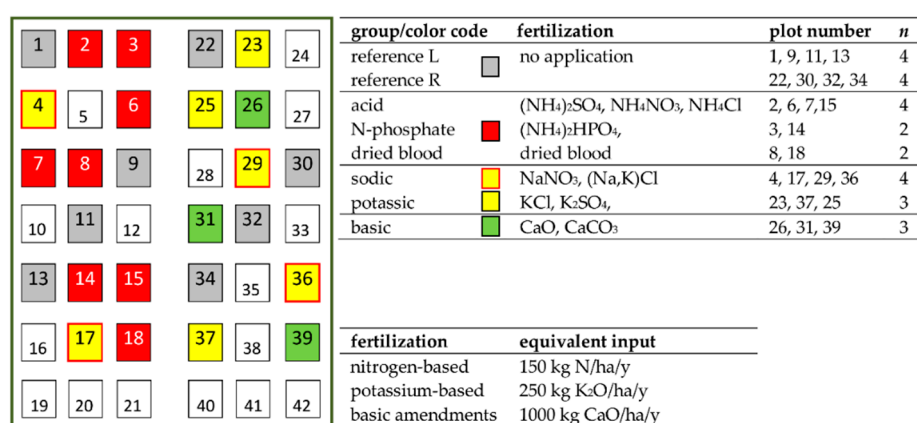 1 2 3 22 23 24
4 5 6 25 26 27
7 8 9 28 29 30
10 11 12 31 32 33
13 14 15 34 35 36
16 17 18 37 38 39
19 20 21 40 41 42
group/color code fertilization plot number n
reference L no application 1, 9, 11, 13 4
reference R 22, 30, 32, 34 4
acid (NH₄)₂SO₄, NH₄NO₃, NH₄Cl 2, 6, 7,15 4
N-phosphate (NH₄)₂HPO₄, 3, 14 2
dried blood dried blood 8, 18 2
sodic NaNO₃, (Na,K)Cl 4, 17, 29, 36 4
potassic KCl, K₂SO₄, 23, 37, 25 3
basic CaO, CaCO₃ 26, 31, 39 3
fertilization equivalent input
nitrogen-based 150 kg N/ha/y
potassium-based 250 kg K₂O/ha/y
basic amendments 1000 kg CaO/ha/y